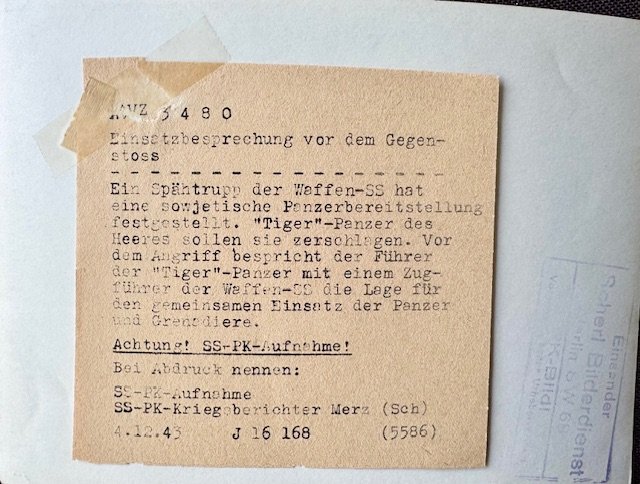 3480
Einsatzbesprechung vor dem Gegen-
stoss
Ein Spähtrupp der Waffen-SS hat
eine sowjetische Panzerbereitstellung
festgestellt. "Tiger"-Panzer des
Heeres sollen sie zerschlagen. Vor
dem Angriff bespricht der Führer
der "Tiger"-Panzer mit einem Zug-
führer der Waffen-SS die Lage für
den gemeinsamen Einsatz der Panzer
und Grenadiere.
Achtung! SS-PK-Aufnahme!
Bei Abdruck nennen:
SS-PK-Aufnahme
SS-PK-Kriegsberichter Merz (Sch)
4.12.43 J 16 168 (5586)
Einsender
Bilderdienst